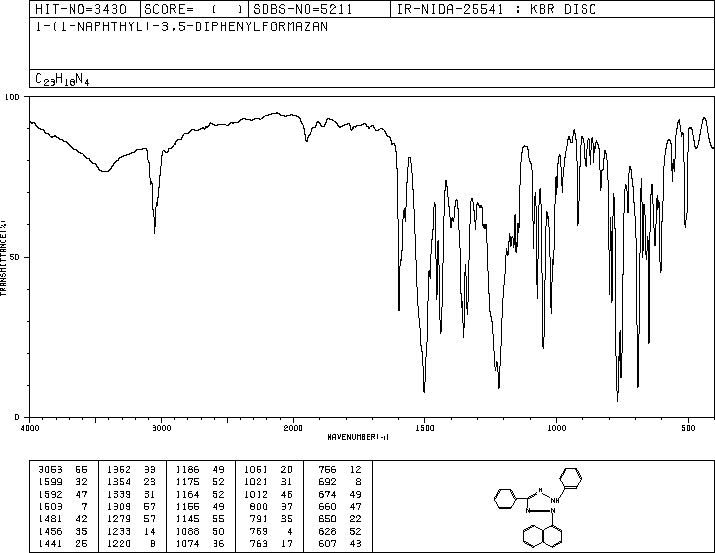 HIT-NO=3430 SCORE= ( ) SDBS-NO=5211 IR-NIDA-25541 : KBR DISC
1-(1-NAPHTHYL)-3,5-DIPHENYLFORMAZAN
C23H18N4
100
TRANSMITTANCE(%)
50
0
4000 3000 2000 1500 1000 500
WAVENUMBER(-1)
3053 55 1362 39 1186 49 1051 20 756 12
1599 32 1354 23 1175 52 1021 31 692 8
1592 47 1339 31 1164 52 1012 46 674 49
1503 7 1309 57 1155 49 800 37 660 47
1481 42 1279 57 1145 55 791 35 650 22
1456 35 1233 14 1088 50 769 4 628 52
1441 25 1220 8 1074 36 763 17 607 43
N
NH
N
N